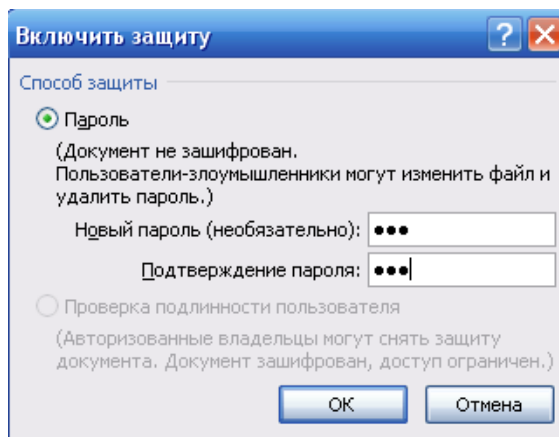 Включить защиту
Способ защиты
Пароль
(Документ не зашифрован.
Пользователи-злоумышленники могут изменить файл и
удалить пароль.)
Новый пароль (необязательно): ●●●
Подтверждение пароля: ●●●
Проверка подлинности пользователя
(Авторизованные владельцы могут снять защиту
документа. Документ зашифрован, доступ ограничен.)
ОК Отмена